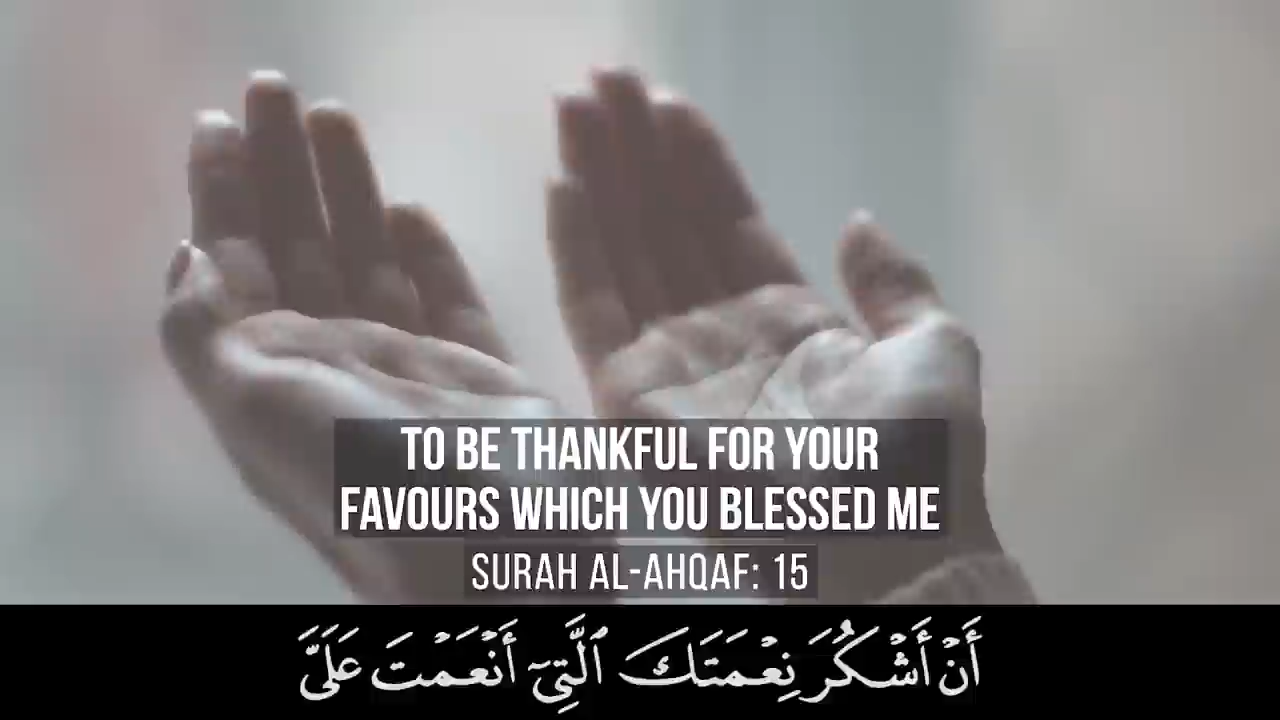 TO BE THANKFUL FOR YOUR
FAVOURS WHICH YOU BLESSED ME
SURAH AL-AHQAF: 15
أَنۡ أَشۡكُرَ نِعۡمَتَكَ ٱلَّتِيٓ أَنۡعَمۡتَ عَلَيَّ